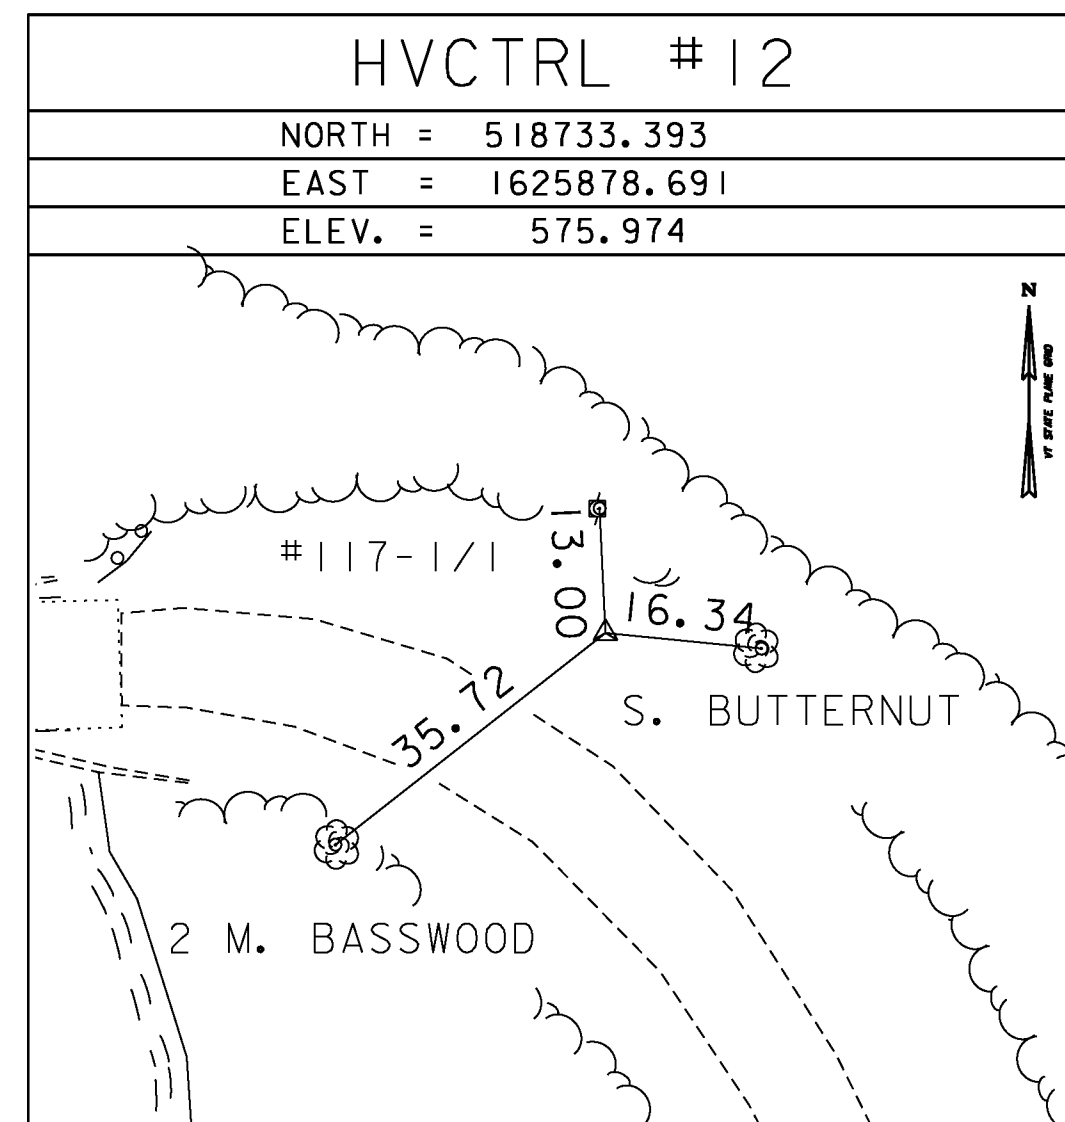 HVCTRL #12
NORTH = 518733.393
EAST = 1625878.691
ELEV. = 575.974
N
VT STATE PLANE GRID
13.00
#117-1/1
16.34
35.72
S. BUTTERNUT
2 M. BASSWOOD